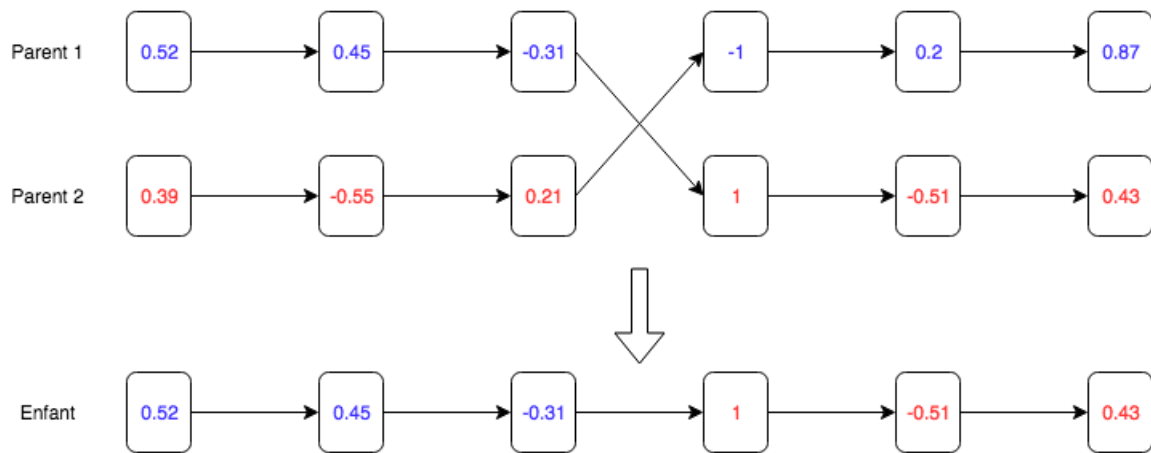 Parent 1 0.52 0.45 -0.31 -1 0.2 0.87
Parent 2 0.39 -0.55 0.21 1 -0.51 0.43
Enfant 0.52 0.45 -0.31 1 -0.51 0.43